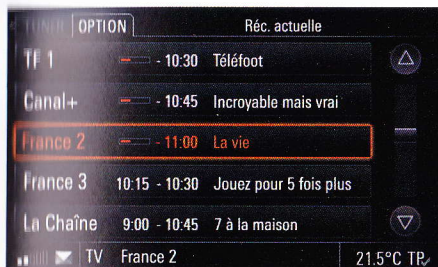 TUNER OPTION Réc. actuelle
TF 1 - 10:30 Téléfoot
Canal+ - 10:45 Incroyable mais vrai
France 2 - 11:00 La vie
France 3 10:15 - 10:30 Jouez pour 5 fois plus
La Chaîne 9:00 - 10:45 7 à la maison
TV France 2 21.5°C TP